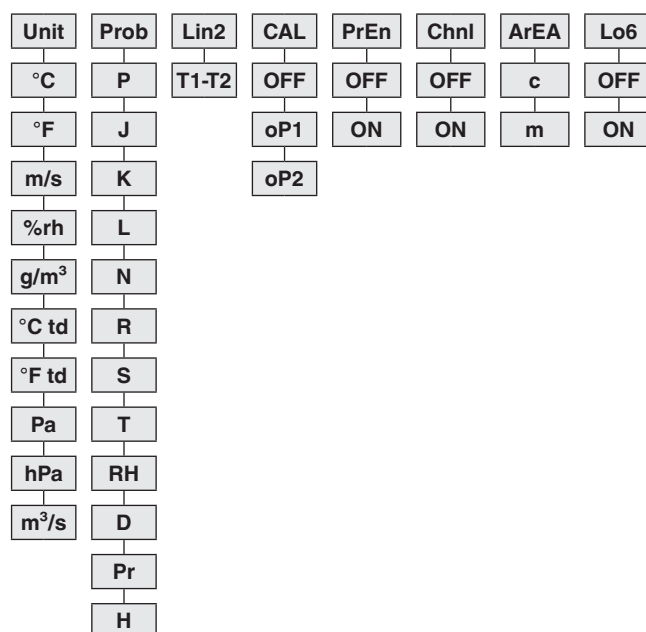 Unit Prob Lin2 CAL PrEn Chnl ArEA Lo6
°C P T1-T2 OFF OFF OFF c OFF
°F J oP1 ON ON m ON
m/s K oP2
%rh L
g/m³ N
°C td R
°F td S
Pa T
hPa RH
m³/s D
Pr
H